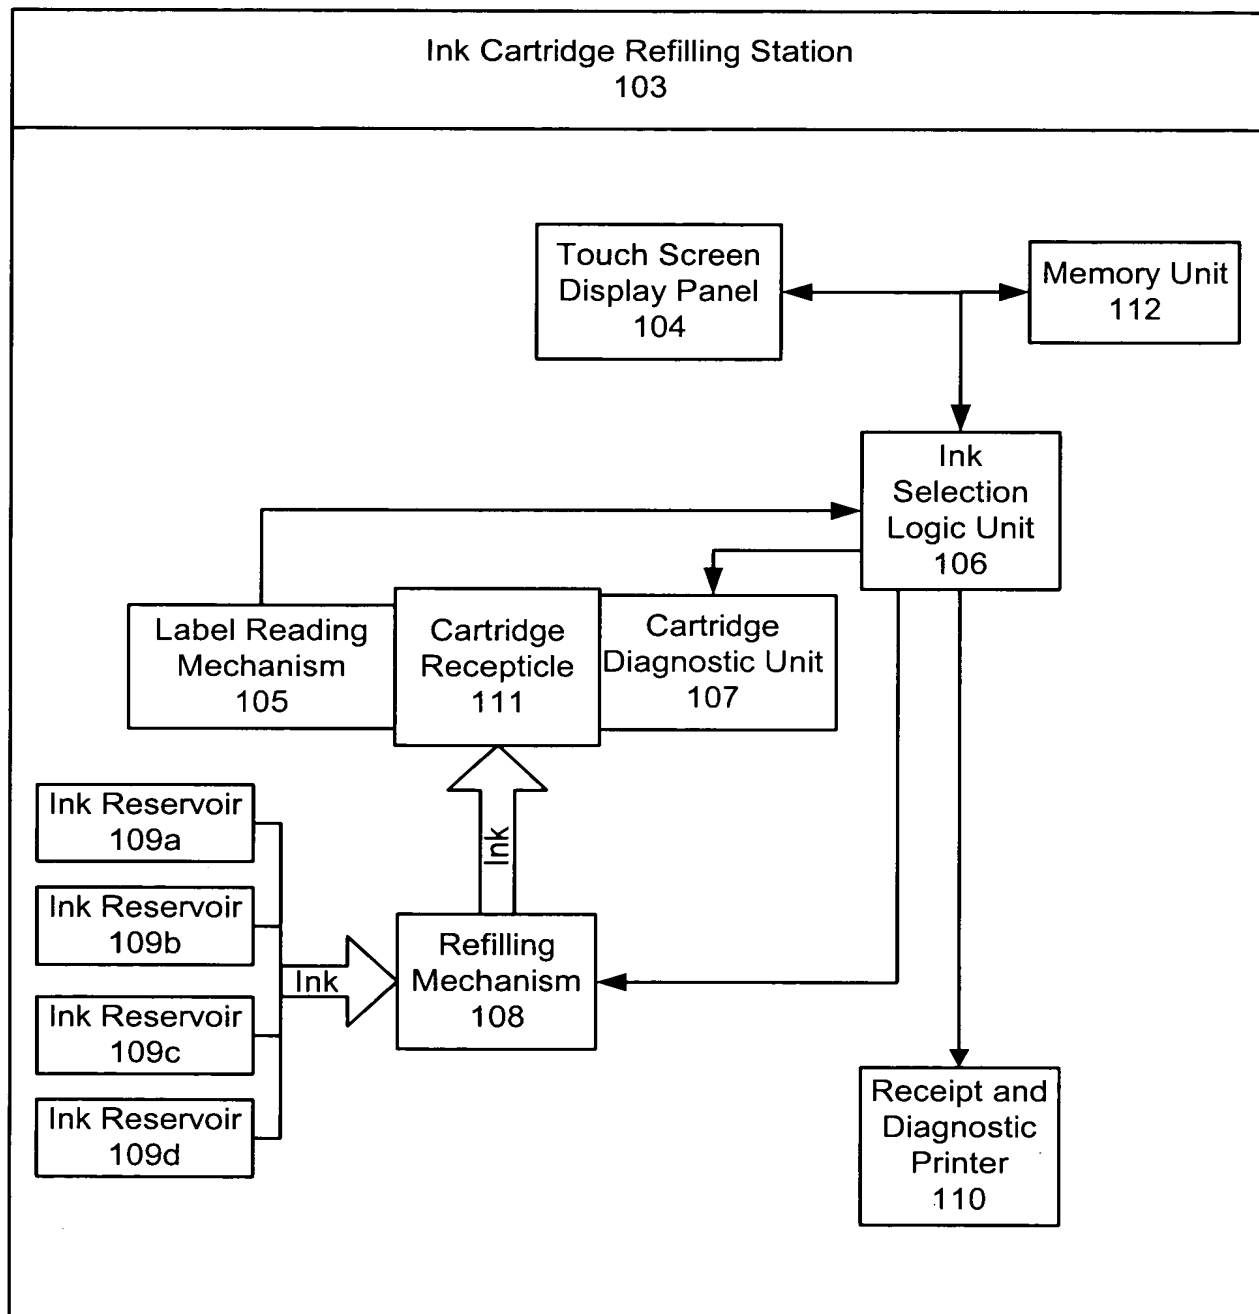 Ink Cartridge Refilling Station
103
Touch Screen
Display Panel
104
Memory Unit
112
Ink
Selection
Logic Unit
106
Label Reading
Mechanism
105
Cartridge
Recepticle
111
Cartridge
Diagnostic Unit
107
Ink Reservoir
109a
Ink Reservoir
109b
Ink Reservoir
109c
Ink Reservoir
109d
Ink
Ink
Refilling
Mechanism
108
Receipt and
Diagnostic
Printer
110